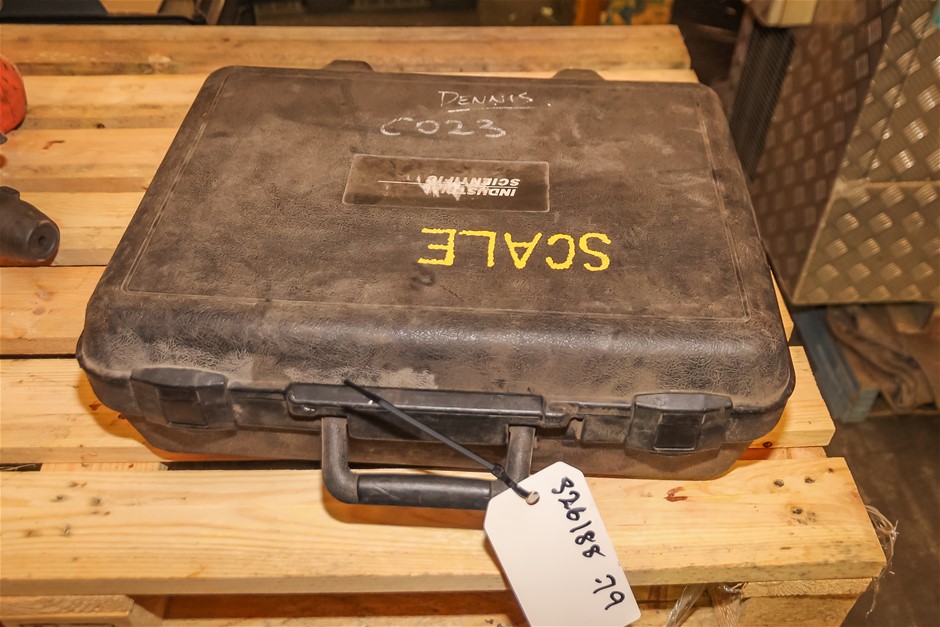 DENNIS.
C023
INDUSTRIAL
SCIENTIFIC
SCALE
326188 :79